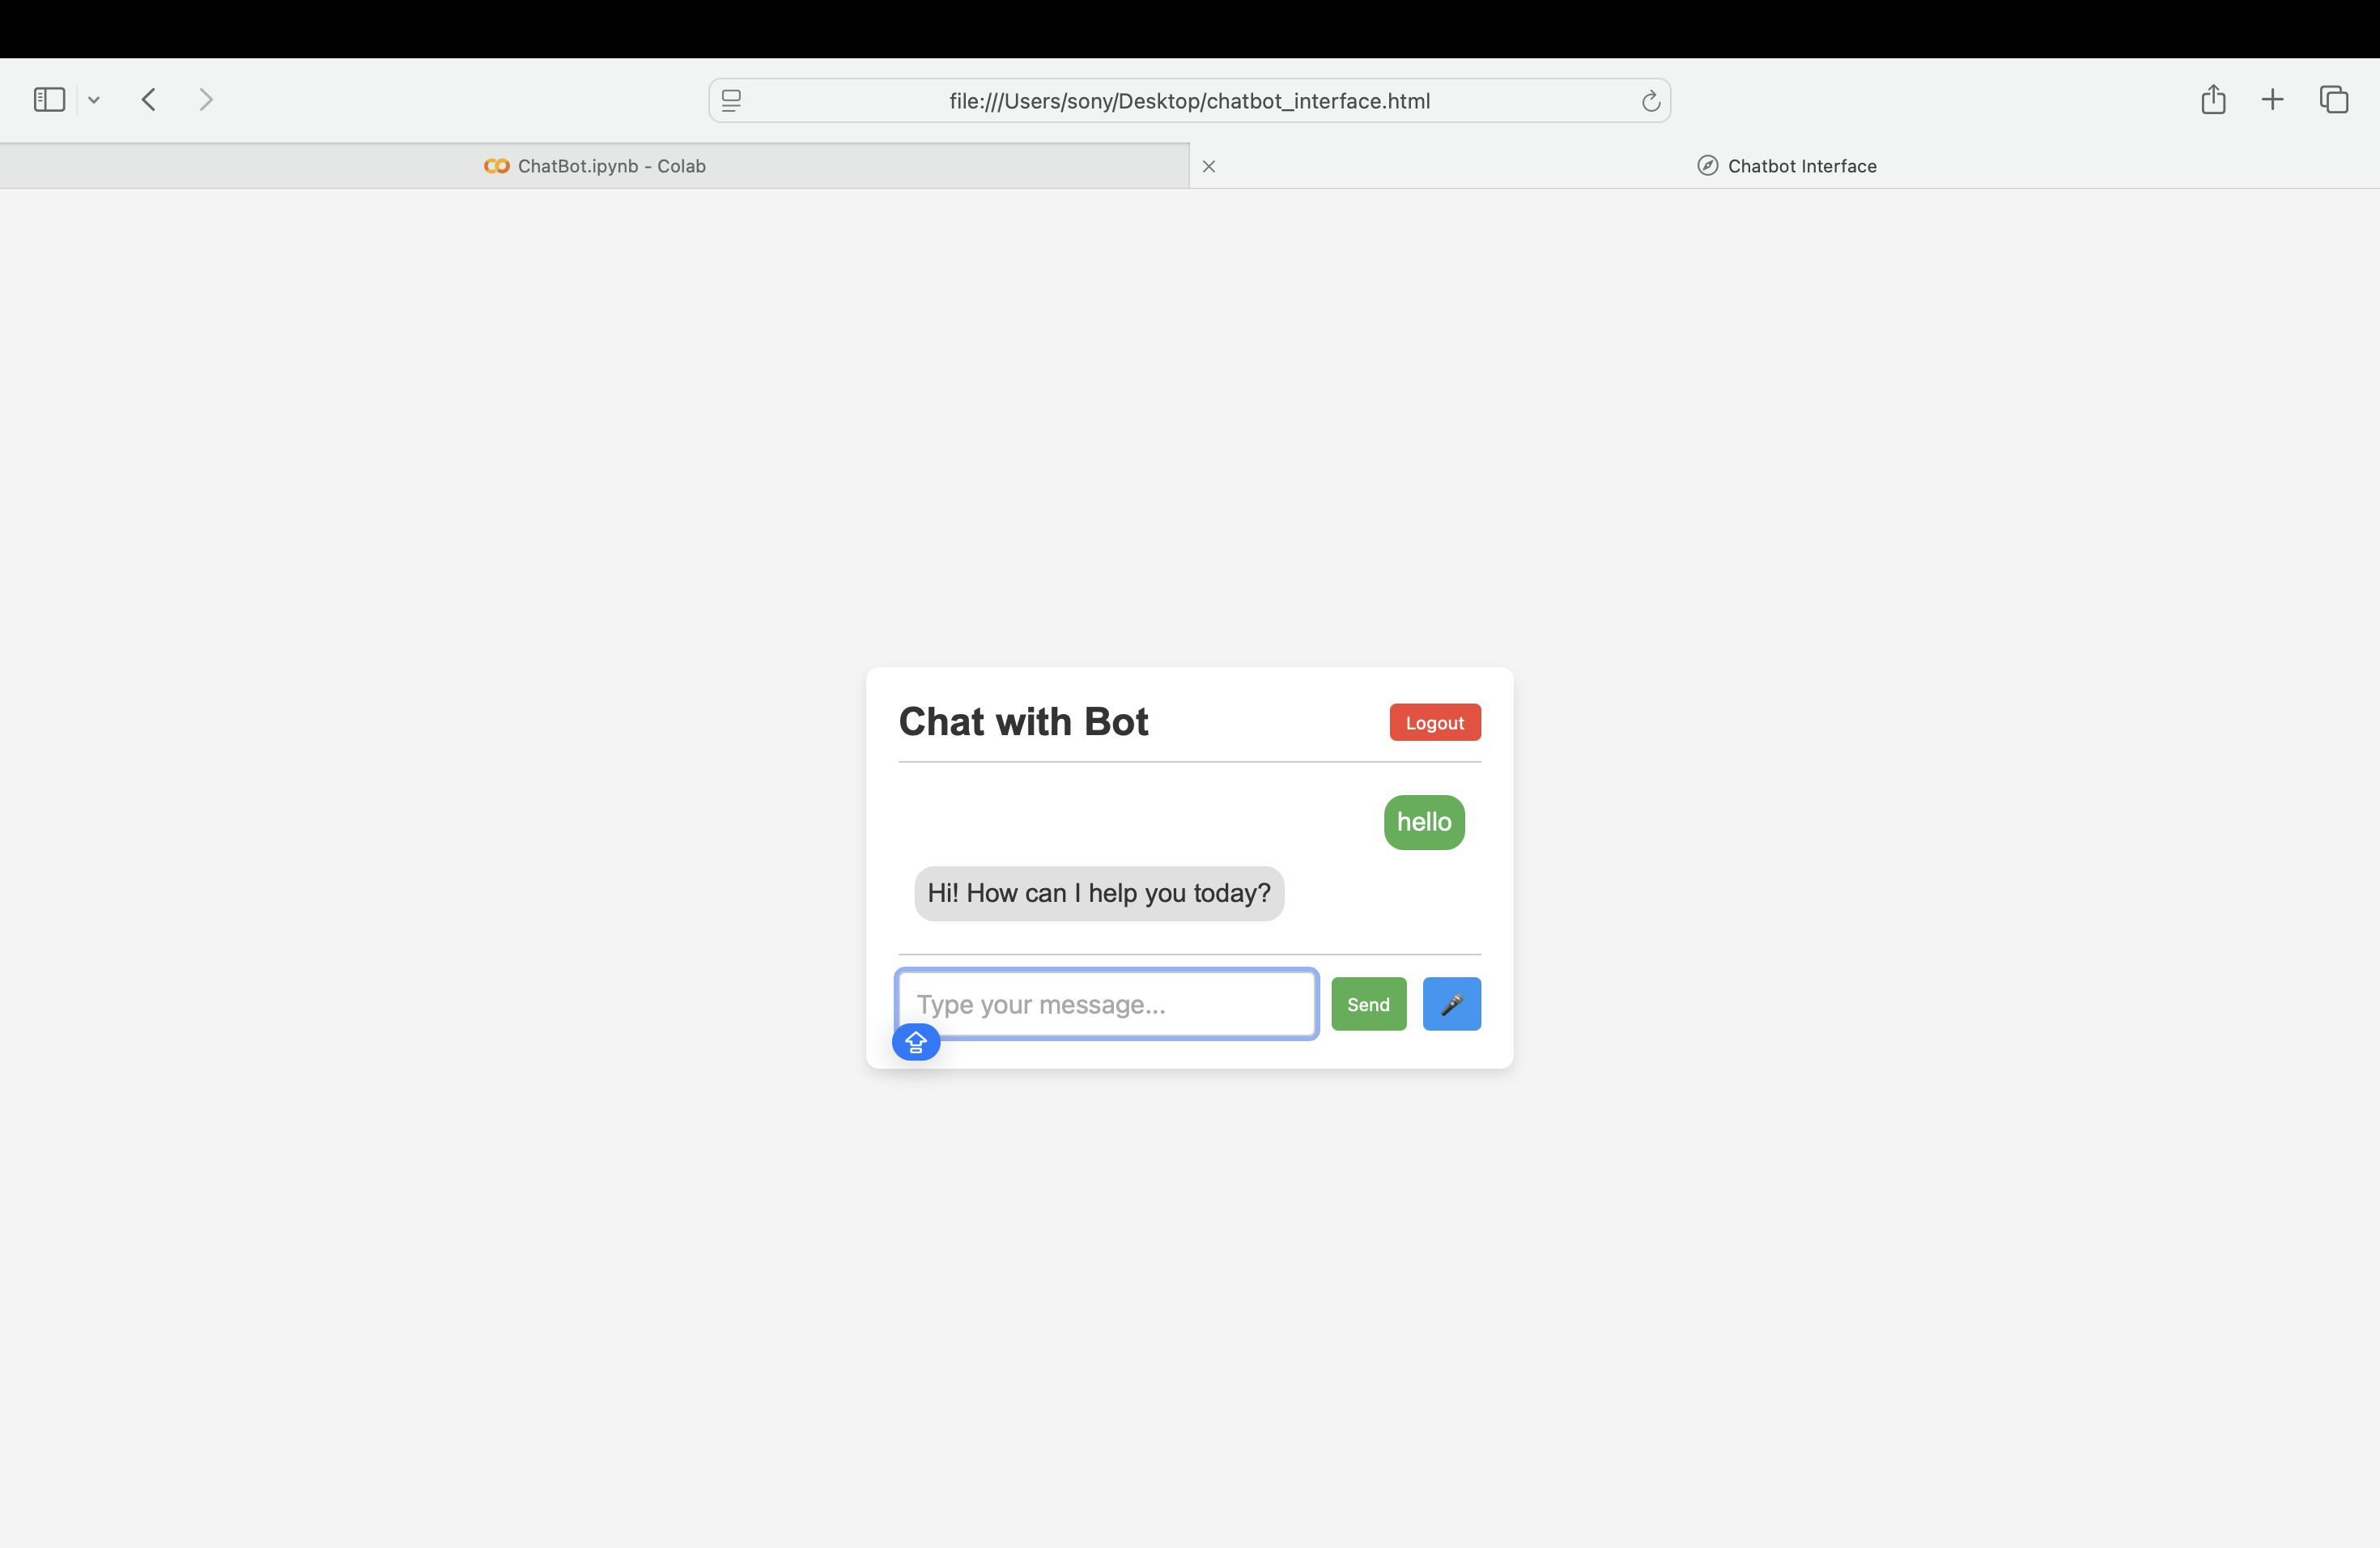 file:///Users/sony/Desktop/chatbot_interface.html
ChatBot.ipynb - Colab
Chatbot Interface
Chat with Bot
Logout
hello
Hi! How can I help you today?
Type your message...
Send